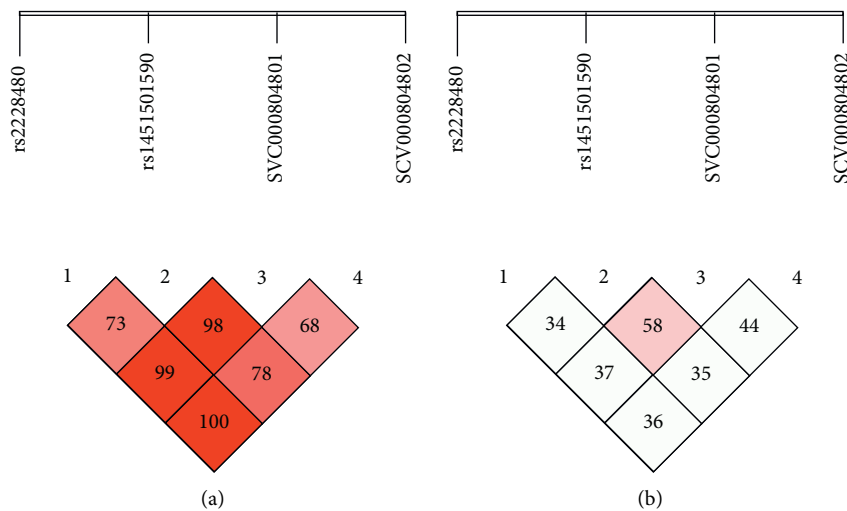 rs2228480
rs1451501590
SVC000804801
SCV000804802
1 2 3 4
73 98 68
99 78
100
(a)
rs2228480
rs1451501590
SVC000804801
SCV000804802
1 2 3 4
34 58 44
37 35
36
(b)